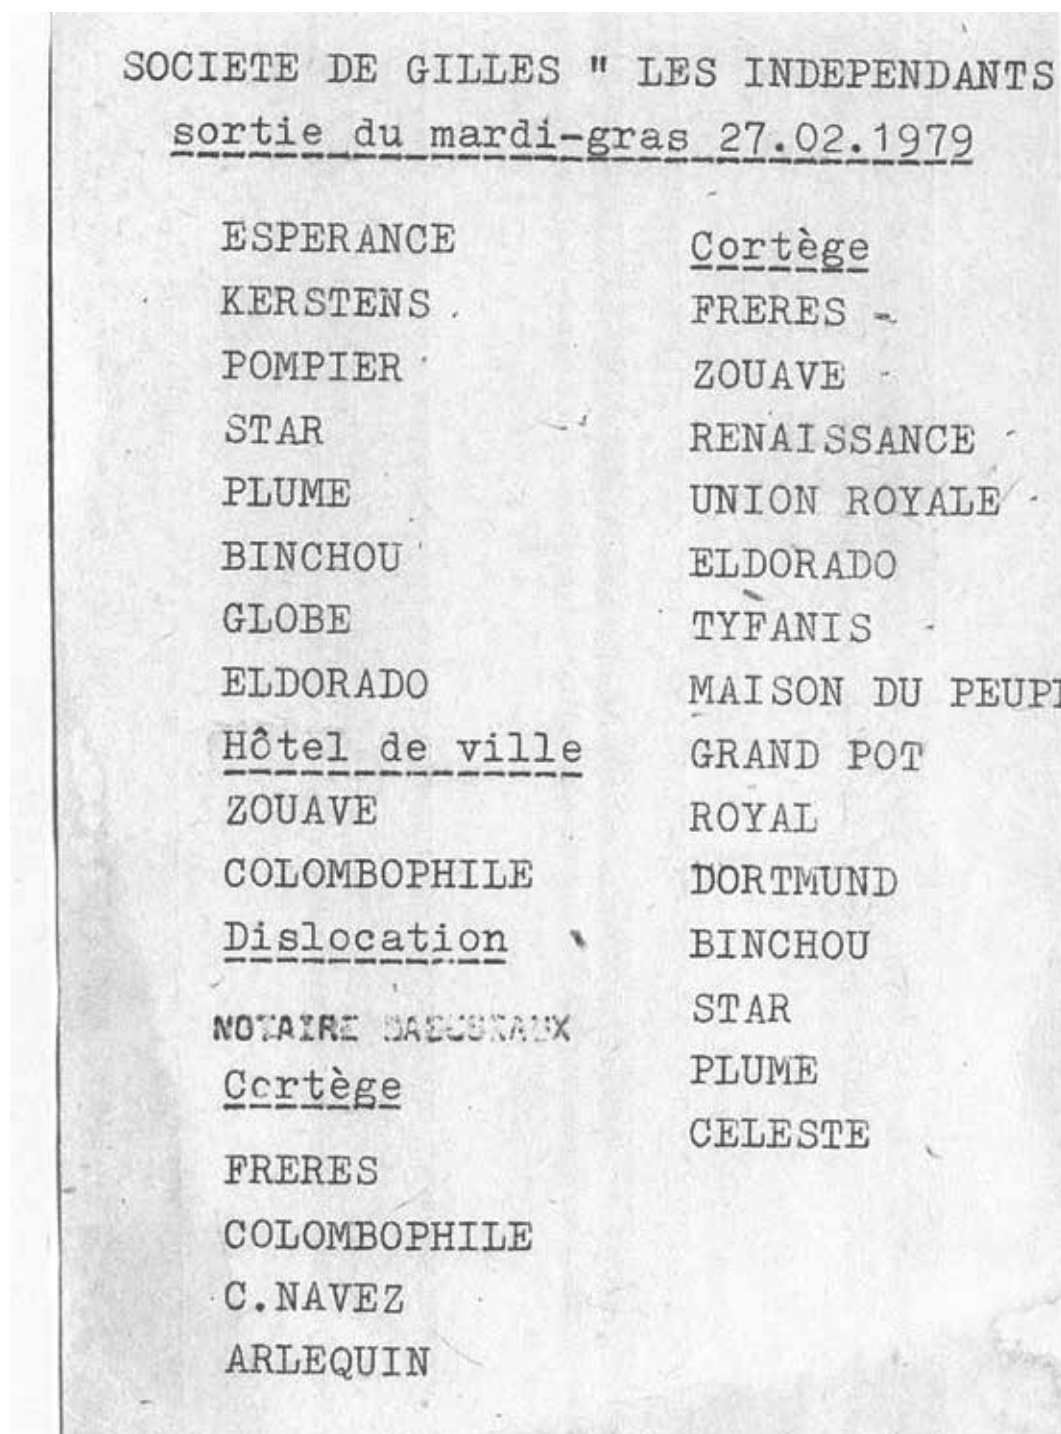 SOCIETE DE GILLES " LES INDEPENDANTS
sortie du mardi-gras 27.02.1979
ESPERANCE
KERSTENS
POMPIER
STAR
PLUME
BINCHOU
GLOBE
ELDORADO
Hôtel de ville
ZOUAVE
COLOMBOPHILE
Dislocation
NOTAIRE
Cortège
FRERES
COLOMBOPHILE
C.NAVEZ
ARLEQUIN
Cortège
FRERES
ZOUAVE
RENAISSANCE
UNION ROYALE
ELDORADO
TYFANIS
MAISON DU PEUPL
GRAND POT
ROYAL
DORTMUND
BINCHOU
STAR
PLUME
CELESTE